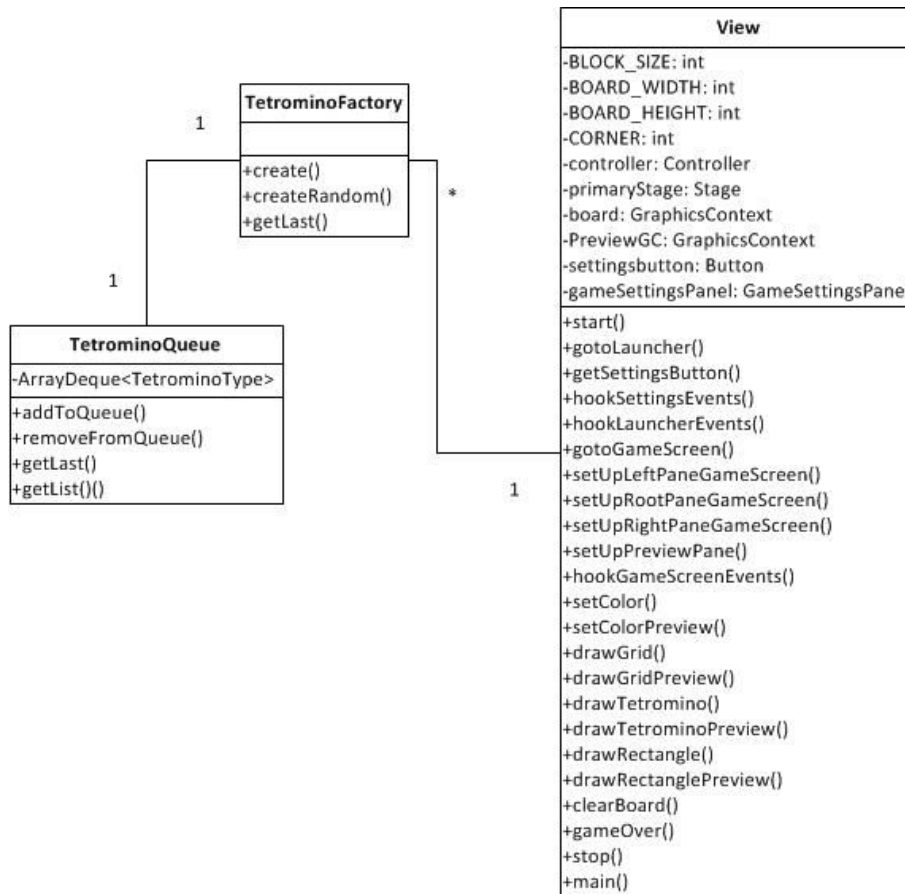 TetrominoFactory
+create()
+createRandom()
+getLast()
1
1
*
1
TetrominoQueue
-ArrayDeque<TetrominoType>
+addToQueue()
+removeFromQueue()
+getLast()
+getList()()
View
-BLOCK_SIZE: int
-BOARD_WIDTH: int
-BOARD_HEIGHT: int
-CORNER: int
-controller: Controller
-primaryStage: Stage
-board: GraphicsContext
-PreviewGC: GraphicsContext
-settingsbutton: Button
-gameSettingsPanel: GameSettingsPane
+start()
+gotoLauncher()
+getSettingsButton()
+hookSettingsEvents()
+hookLauncherEvents()
+gotoGameScreen()
+setUpLeftPaneGameScreen()
+setUpRootPaneGameScreen()
+setUpRightPaneGameScreen()
+setUpPreviewPane()
+hookGameScreenEvents()
+setColor()
+setColorPreview()
+drawGrid()
+drawGridPreview()
+drawTetromino()
+drawTetrominoPreview()
+drawRectangle()
+drawRectanglePreview()
+clearBoard()
+gameOver()
+stop()
+main()